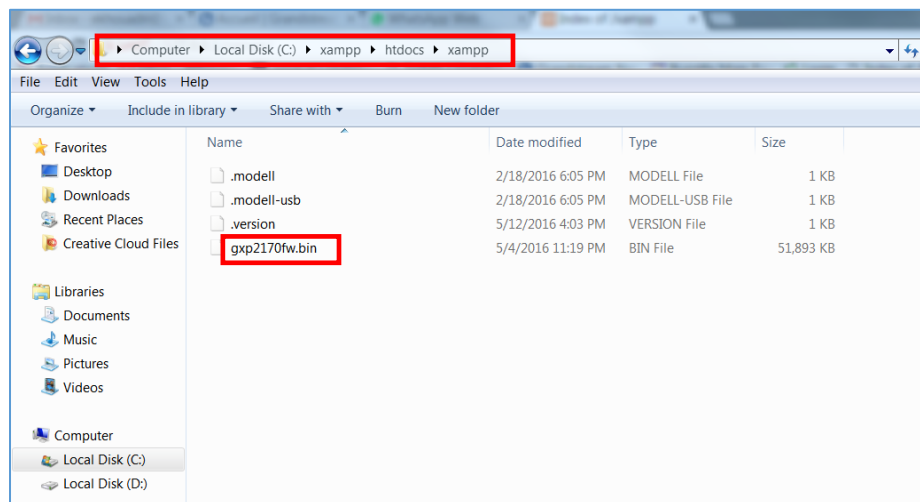 Computer ▸ Local Disk (C:) ▸ xampp ▸ htdocs ▸ xampp
File Edit View Tools Help
Organize Include in library Share with Burn New folder
Name Date modified Type Size
Favorites
Desktop
Downloads
Recent Places
Creative Cloud Files
Libraries
Documents
Music
Pictures
Videos
Computer
Local Disk (C:)
Local Disk (D:)
.modell 2/18/2016 6:05 PM MODELL File 1 KB
.modell-usb 2/18/2016 6:05 PM MODELL-USB File 1 KB
.version 5/12/2016 4:03 PM VERSION File 1 KB
gxp2170fw.bin 5/4/2016 11:19 PM BIN File 51,893 KB